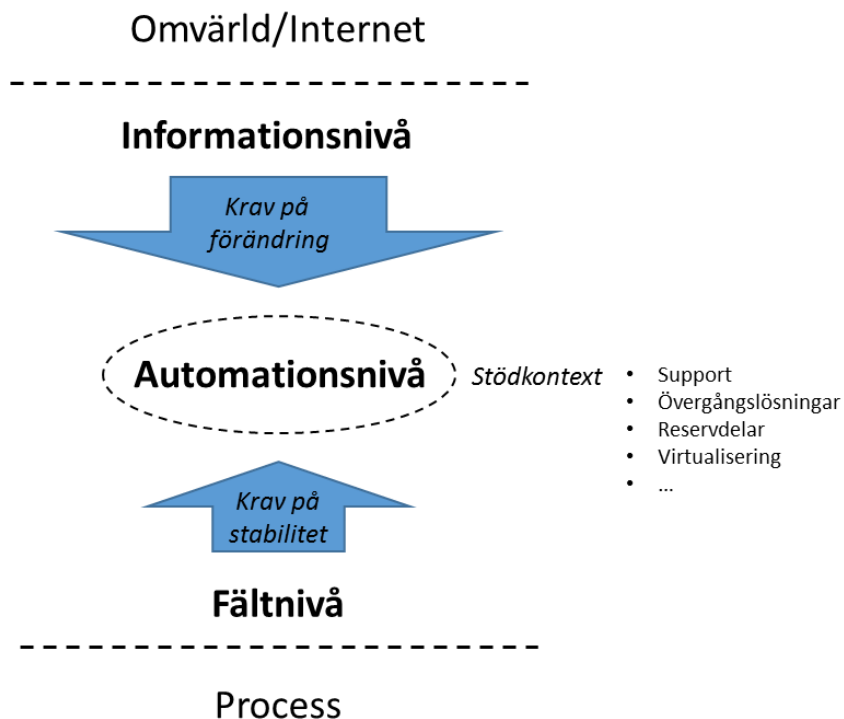 Omvärld/Internet
Informationsnivå
Krav på
förändring
Automationsnivå
Stödkontext
• Support
• Övergångslösningar
• Reservdelar
• Virtualisering
• ...
Krav på
stabilitet
Fältnivå
Process